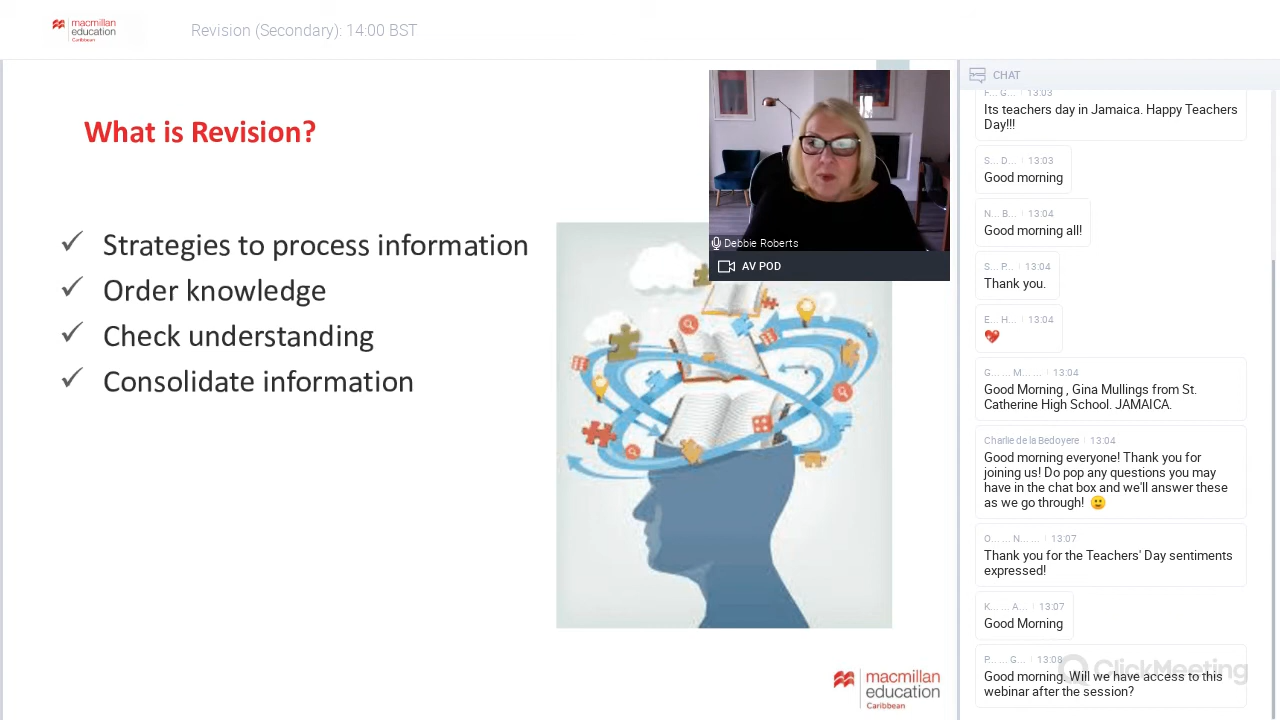 macmillan
education
Caribbean
Revision (Secondary): 14:00 BST
What is Revision?
✓ Strategies to process information
✓ Order knowledge
✓ Check understanding
✓ Consolidate information
Debbie Roberts
AV POD
macmillan
education
Caribbean
CHAT
F... G... 13:03
Its teachers day in Jamaica. Happy Teachers
Day!!!
S... D... 13:03
Good morning
N... B... 13:04
Good morning all!
S... P... 13:04
Thank you.
E... H... 13:04
💖
G... ... M... ... 13:04
Good Morning , Gina Mullings from St.
Catherine High School. JAMAICA.
Charlie de la Bedoyere 13:04
Good morning everyone! Thank you for
joining us! Do pop any questions you may
have in the chat box and we'll answer these
as we go through! 🙂
O... ... N... ... 13:07
Thank you for the Teachers' Day sentiments
expressed!
K... ... A... 13:07
Good Morning
P... ... G... 13:08
Good morning. Will we have access to this
webinar after the session?
ClickMeeting